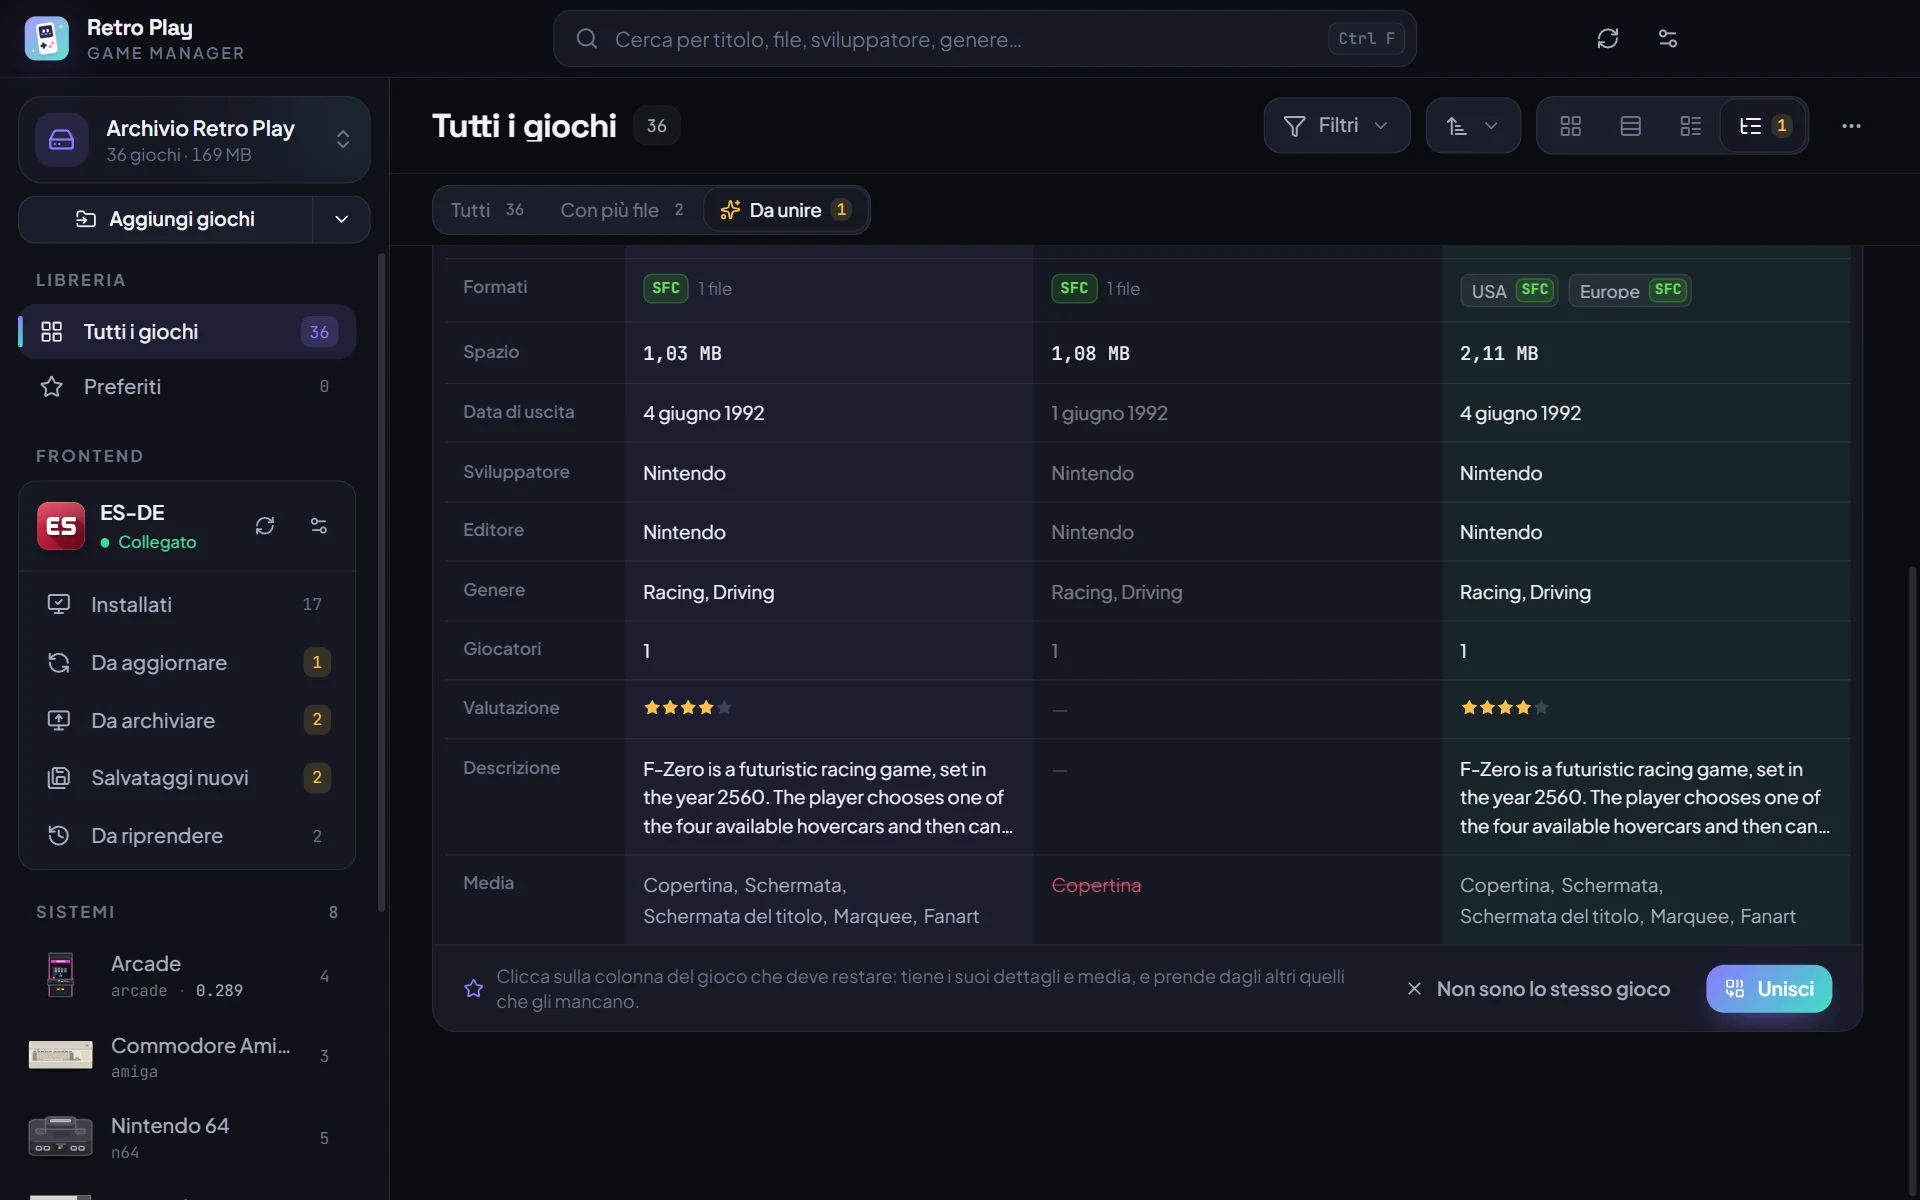 Retro Play
GAME MANAGER
Cerca per titolo, file, sviluppatore, genere...
Ctrl F
Archivio Retro Play
36 giochi · 169 MB
Aggiungi giochi
LIBRERIA
Tutti i giochi 36
Preferiti 0
FRONTEND
ES
ES-DE
Collegato
Installati 17
Da aggiornare 1
Da archiviare 2
Salvataggi nuovi 2
Da riprendere 2
SISTEMI 8
Arcade
arcade · 0.289
4
Commodore Ami...
amiga
3
Nintendo 64
n64
5
Tutti i giochi 36
Filtri
1
Tutti 36 Con più file 2 Da unire 1
Formati SFC 1 file SFC 1 file USA SFC Europe SFC
Spazio 1,03 MB 1,08 MB 2,11 MB
Data di uscita 4 giugno 1992 1 giugno 1992 4 giugno 1992
Sviluppatore Nintendo Nintendo Nintendo
Editore Nintendo Nintendo Nintendo
Genere Racing, Driving Racing, Driving Racing, Driving
Giocatori 1 1 1
Valutazione —
Descrizione
F-Zero is a futuristic racing game, set in
the year 2560. The player chooses one of
the four available hovercars and then can...
—
F-Zero is a futuristic racing game, set in
the year 2560. The player chooses one of
the four available hovercars and then can...
Media
Copertina, Schermata,
Schermata del titolo, Marquee, Fanart
Copertina
Copertina, Schermata,
Schermata del titolo, Marquee, Fanart
Clicca sulla colonna del gioco che deve restare: tiene i suoi dettagli e media, e prende dagli altri quelli
che gli mancano.
Non sono lo stesso gioco
Unisci